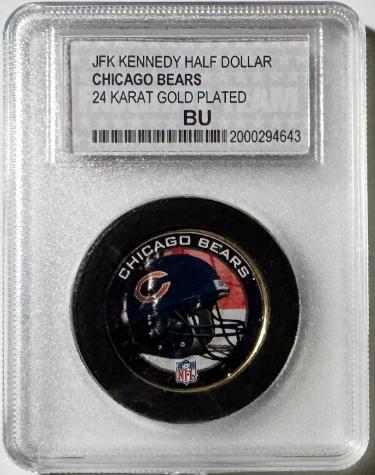 JFK KENNEDY HALF DOLLAR
CHICAGO BEARS
24 KARAT GOLD PLATED
BU
2000294643
CHICAGO BEARS
C
NFL